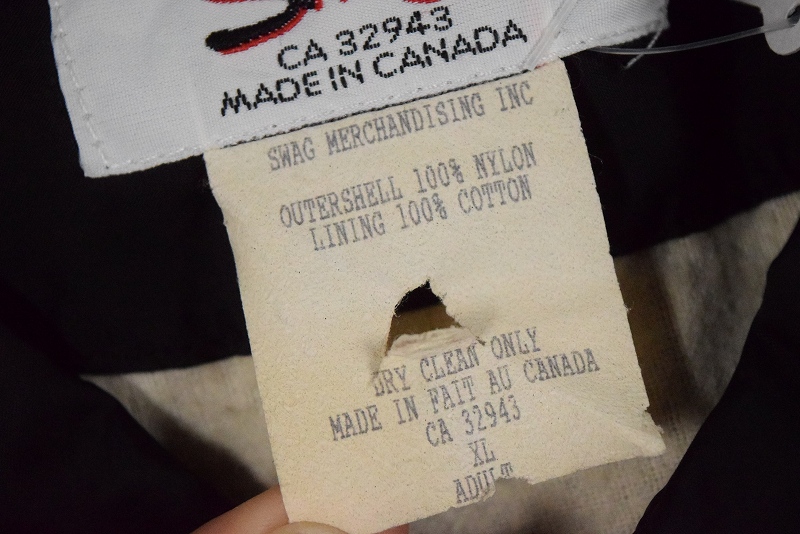 CA 32943
MADE IN CANADA
SWAG MERCHANDISING INC
OUTERSHELL 100% NYLON
LINING 100% COTTON
DRY CLEAN ONLY
MADE IN FAIT AU CANADA
CA 32943
XL
ADULT